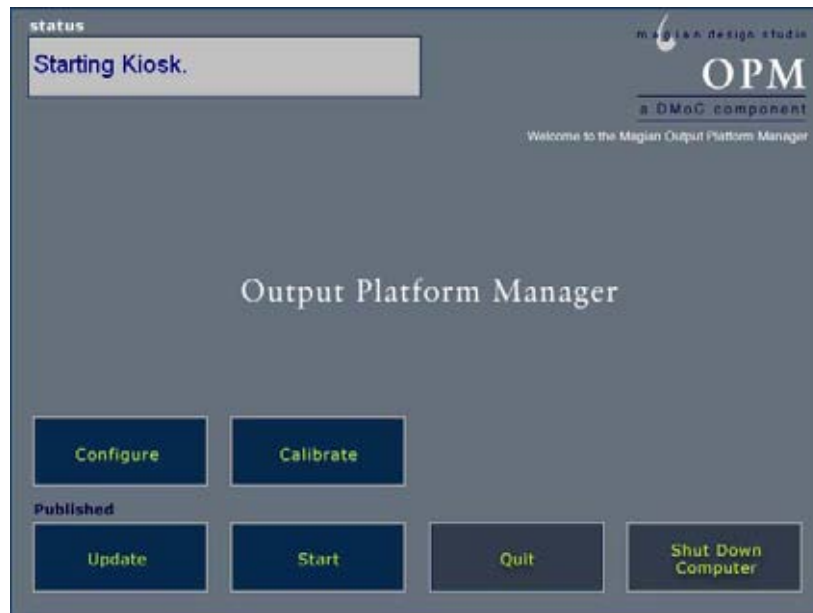 status
Starting Kiosk.
magian design studio
OPM
a DMoC component
Welcome to the Magian Output Platform Manager
Output Platform Manager
Configure
Calibrate
Published
Update
Start
Quit
Shut Down
Computer